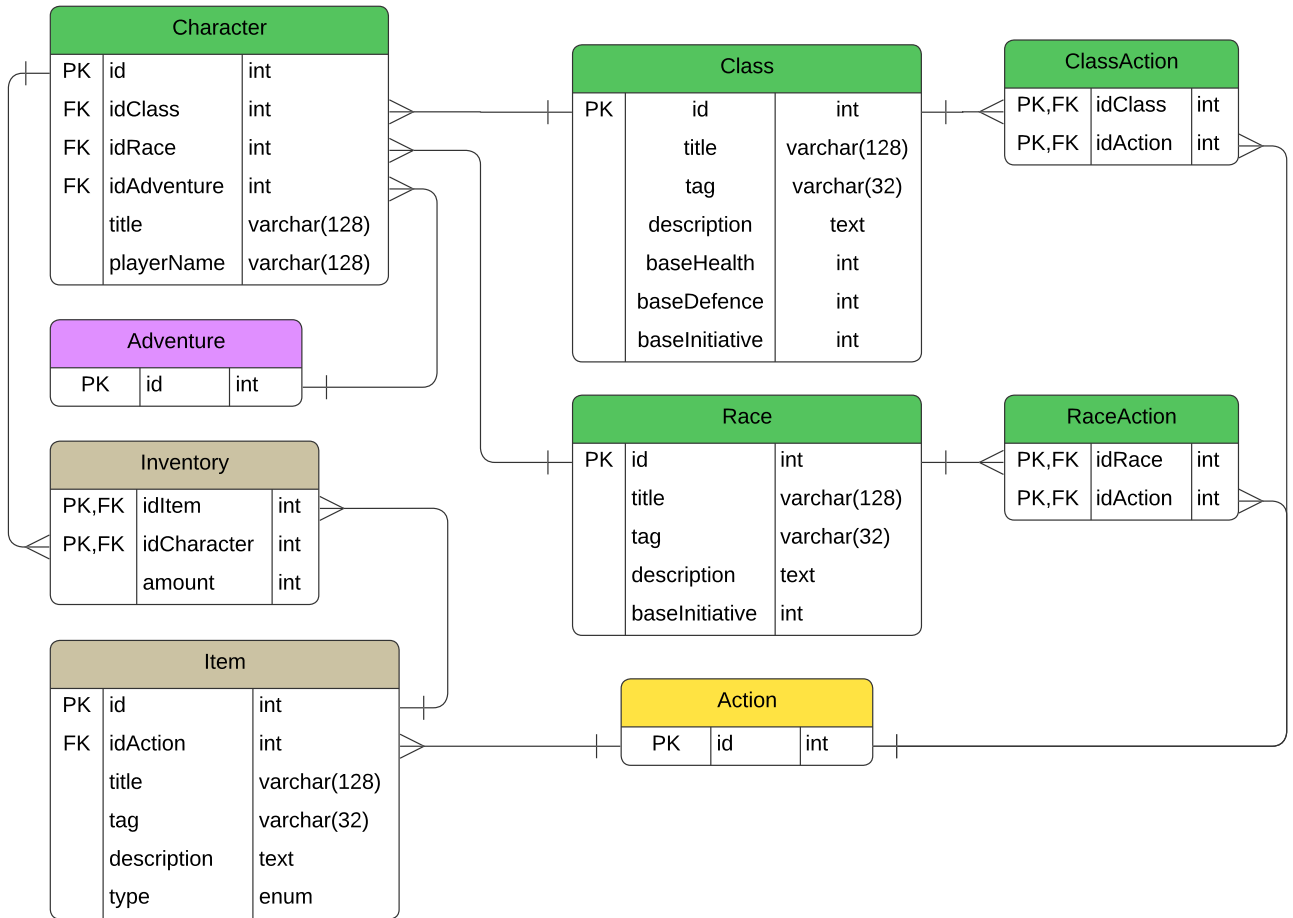 Character
PK id int
FK idClass int
FK idRace int
FK idAdventure int
title varchar(128)
playerName varchar(128)
Adventure
PK id int
Inventory
PK,FK idItem int
PK,FK idCharacter int
amount int
Item
PK id int
FK idAction int
title varchar(128)
tag varchar(32)
description text
type enum
Class
PK id int
title varchar(128)
tag varchar(32)
description text
baseHealth int
baseDefence int
baseInitiative int
Race
PK id int
title varchar(128)
tag varchar(32)
description text
baseInitiative int
Action
PK id int
ClassAction
PK,FK idClass int
PK,FK idAction int
RaceAction
PK,FK idRace int
PK,FK idAction int